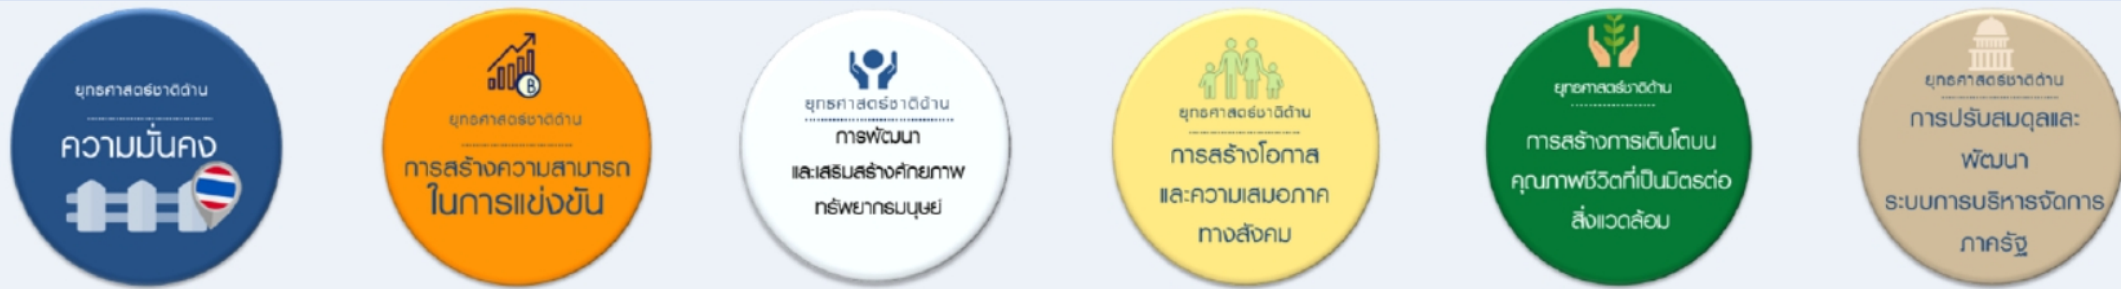 ยุทธศาสตร์ชาติด้าน
ความมั่นคง
ยุทธศาสตร์ชาติด้าน
การสร้างความสามารถ
ในการแข่งขัน
ยุทธศาสตร์ชาติด้าน
การพัฒนา
และเสริมสร้างศักยภาพ
ทรัพยากรมนุษย์
ยุทธศาสตร์ชาติด้าน
การสร้างโอกาส
และความเสมอภาค
ทางสังคม
ยุทธศาสตร์ชาติด้าน
การสร้างการเติบโตบน
คุณภาพชีวิตที่เป็นมิตรต่อ
สิ่งแวดล้อม
ยุทธศาสตร์ชาติด้าน
การปรับสมดุลและ
พัฒนา
ระบบการบริหารจัดการ
ภาครัฐ